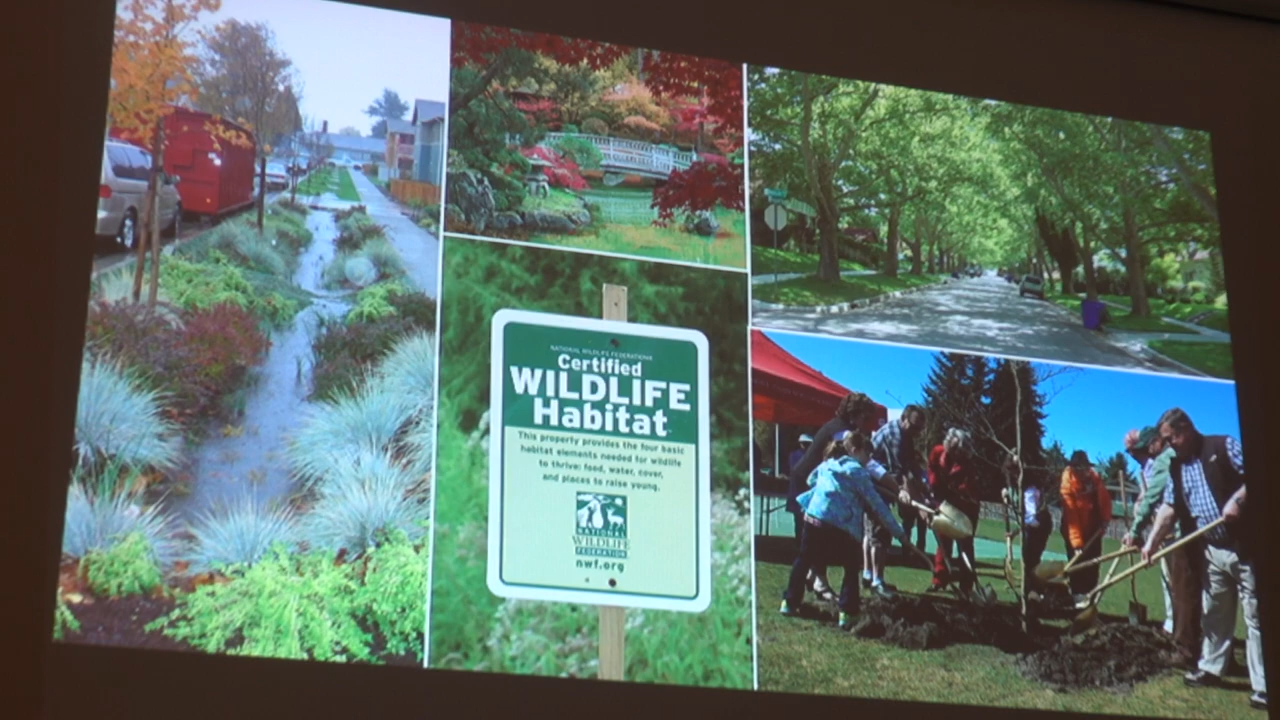 NATIONAL WILDLIFE FEDERATION®
Certified
WILDLIFE
Habitat
This property provides the four basic
habitat elements needed for wildlife
to thrive: food, water, cover,
and places to raise young.
NATIONAL
WILDLIFE
FEDERATION
nwf.org